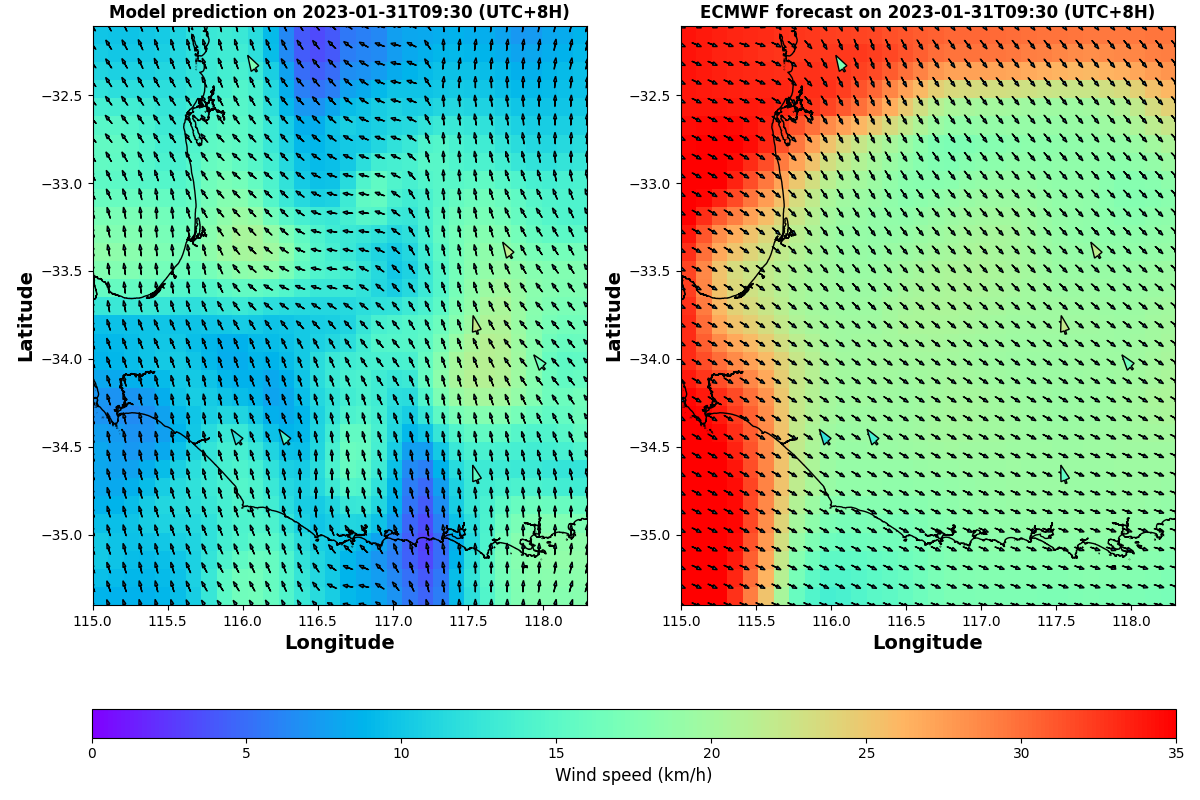 Model prediction on 2023-01-31T09:30 (UTC+8H)
ECMWF forecast on 2023-01-31T09:30 (UTC+8H)
Latitude
−32.5
−33.0
−33.5
−34.0
−34.5
−35.0
115.0 115.5 116.0 116.5 117.0 117.5 118.0
Longitude
Latitude
−32.5
−33.0
−33.5
−34.0
−34.5
−35.0
115.0 115.5 116.0 116.5 117.0 117.5 118.0
Longitude
0 5 10 15 20 25 30 35
Wind speed (km/h)